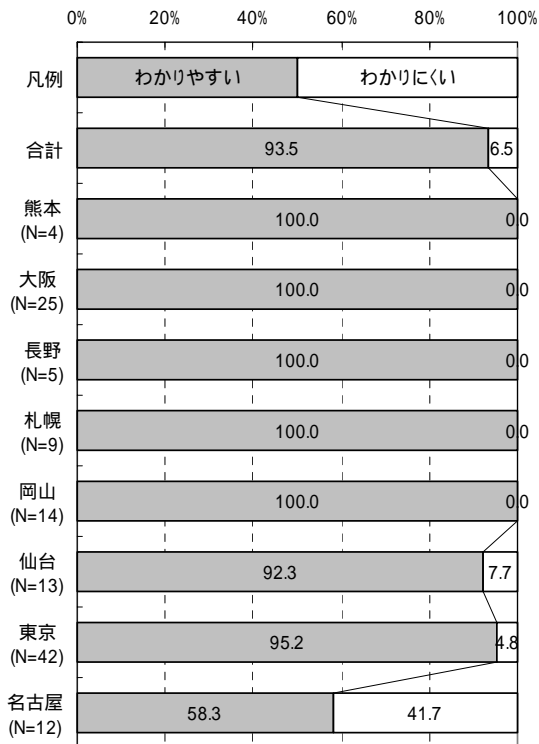 0% 20% 40% 60% 80% 100%
凡例 わかりやすい わかりにくい
合計 93.5 6.5
熊本
(N=4) 100.0 0.0
大阪
(N=25) 100.0 0.0
長野
(N=5) 100.0 0.0
札幌
(N=9) 100.0 0.0
岡山
(N=14) 100.0 0.0
仙台
(N=13) 92.3 7.7
東京
(N=42) 95.2 4.8
名古屋
(N=12) 58.3 41.7